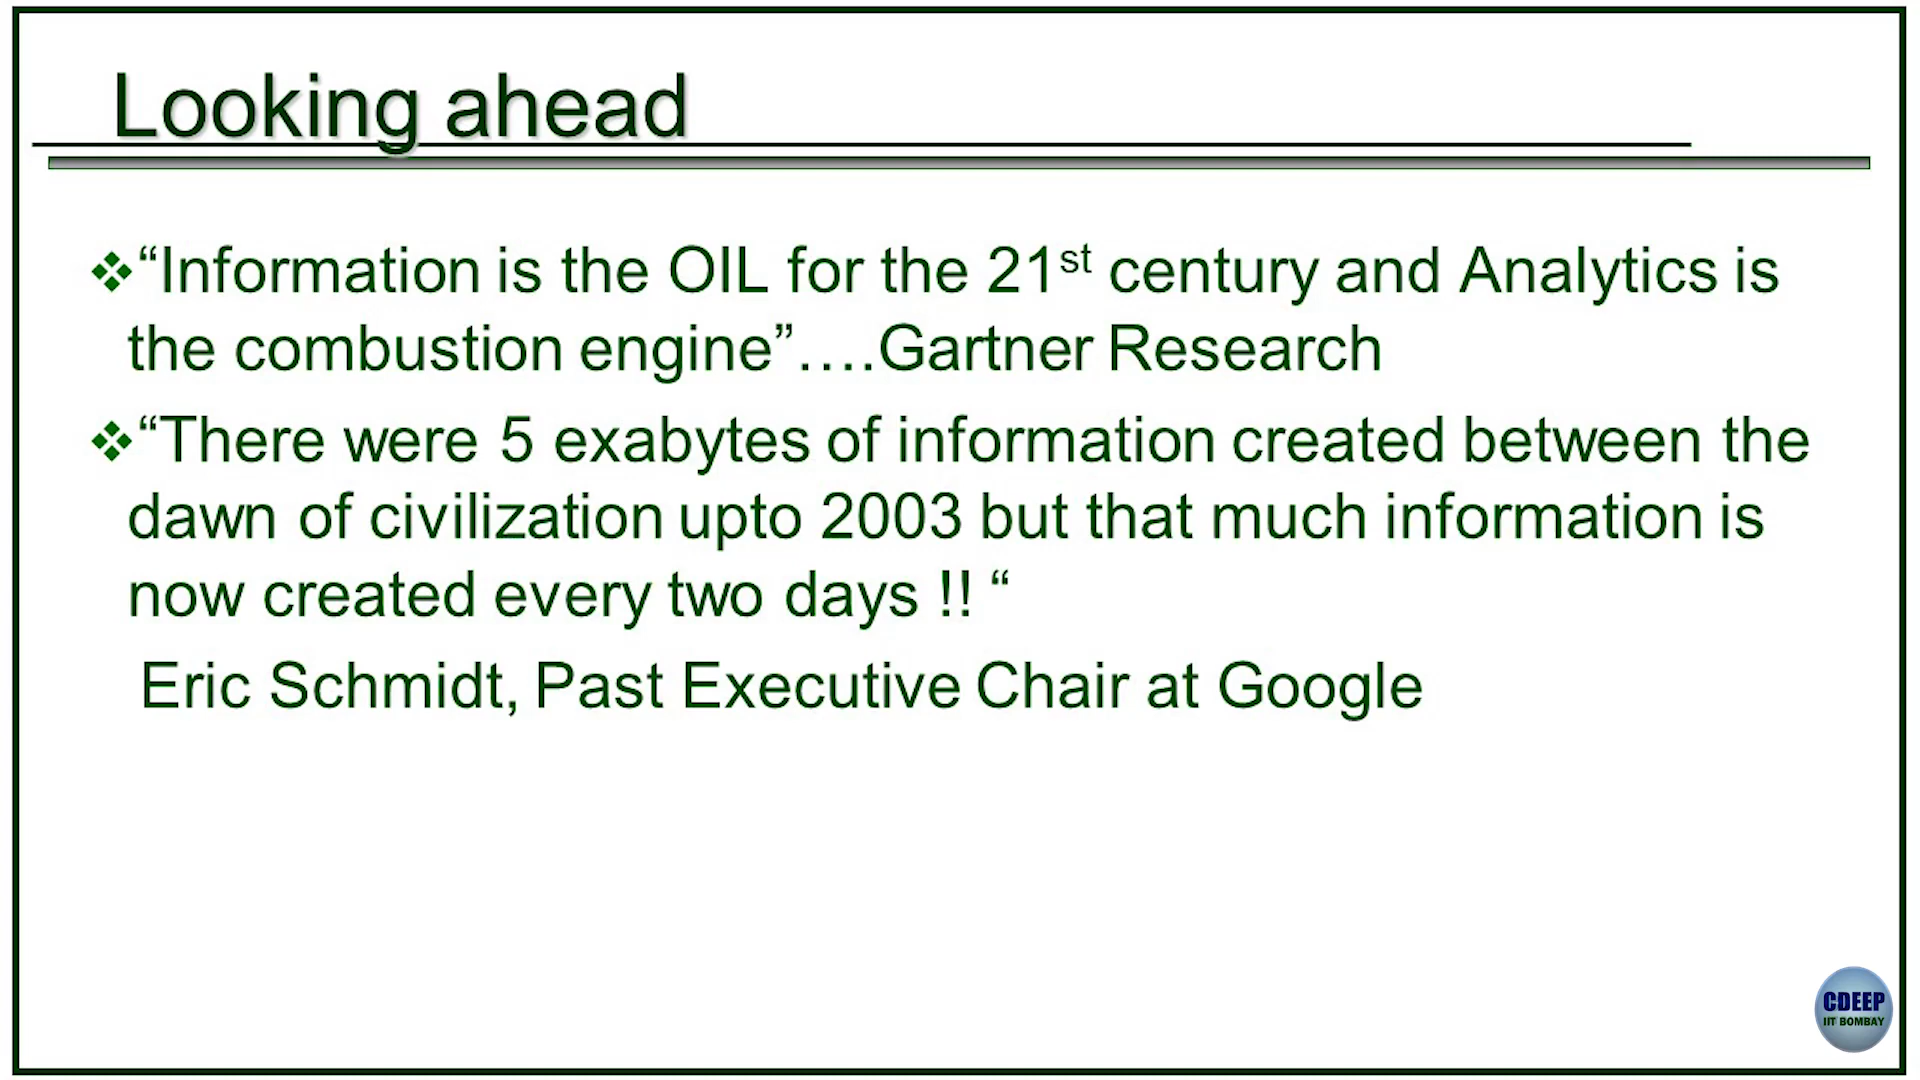 Looking ahead
❖“Information is the OIL for the 21st century and Analytics is
the combustion engine”….Gartner Research
❖“There were 5 exabytes of information created between the
dawn of civilization upto 2003 but that much information is
now created every two days !! “
Eric Schmidt, Past Executive Chair at Google
CDEEP
IIT BOMBAY